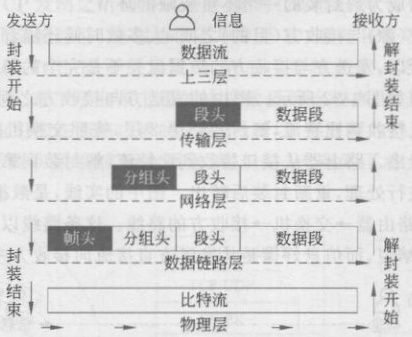 发送方 信息 接收方
封装开始
解封装结束
数据流
上三层
段头 数据段
传输层
分组头 段头 数据段
网络层
帧头 分组头 段头 数据段
数据链路层
封装结束
解封装开始
比特流
物理层